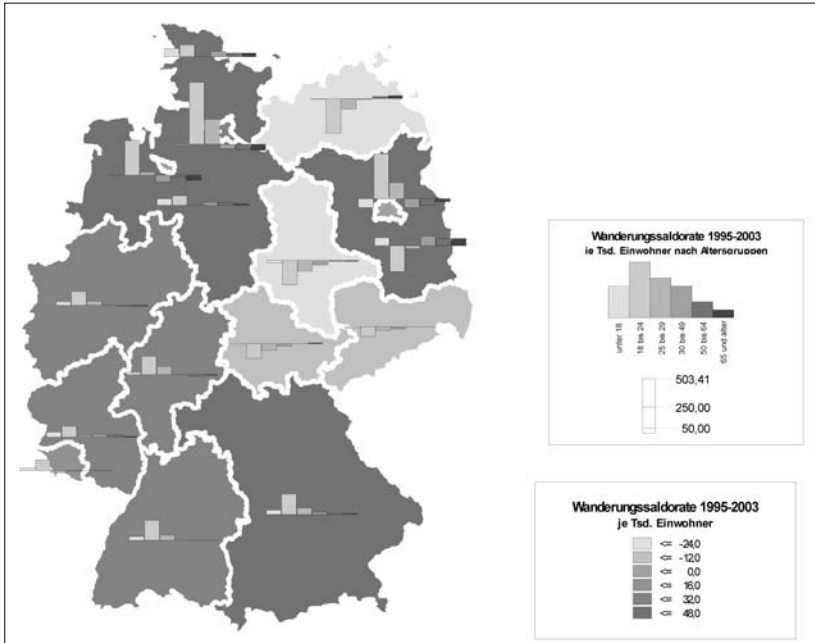 Wanderungssaldorate 1995-2003
je Tsd. Einwohner nach Altersgruppen
unter 18
18 bis 24
25 bis 29
30 bis 49
50 bis 64
65 und älter
503,41
250,00
50,00
Wanderungssaldorate 1995-2003
je Tsd. Einwohner
<= -24,0
<= -12,0
<= 0,0
<= 16,0
<= 32,0
<= 48,0